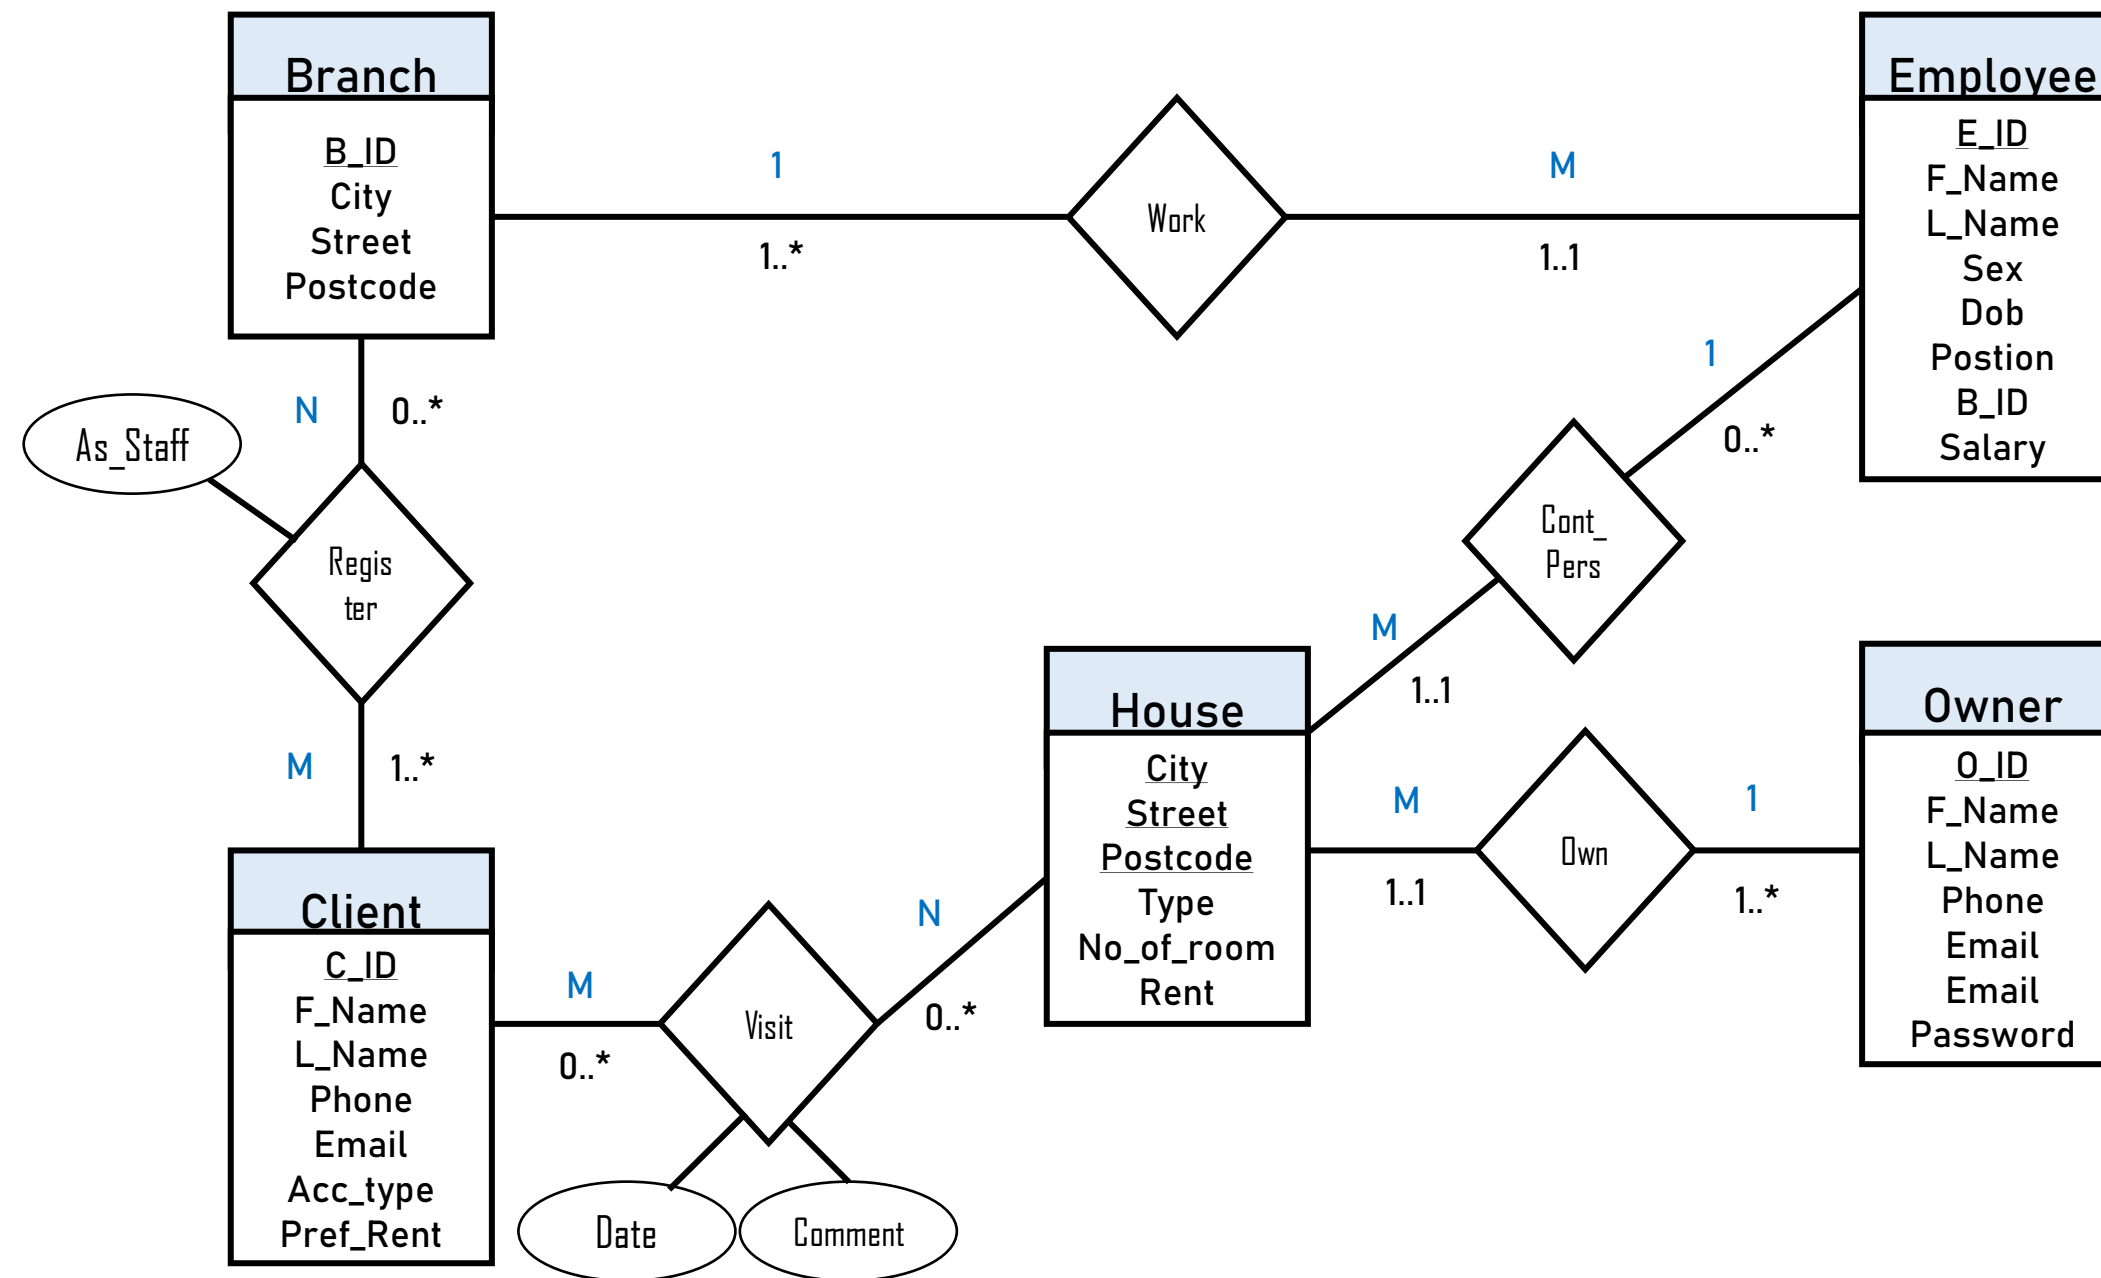 Branch
B_ID
City
Street
Postcode
1
1..*
Work
M
1..1
Employee
E_ID
F_Name
L_Name
Sex
Dob
Postion
B_ID
Salary
N
0..*
As_Staff
Regis
ter
M
1..*
1
0..*
Cont_
Pers
M
1..1
Client
C_ID
F_Name
L_Name
Phone
Email
Acc_type
Pref_Rent
M
0..*
Visit
N
0..*
Date
Comment
House
City
Street
Postcode
Type
No_of_room
Rent
M
1..1
Own
1
1..*
Owner
O_ID
F_Name
L_Name
Phone
Email
Email
Password